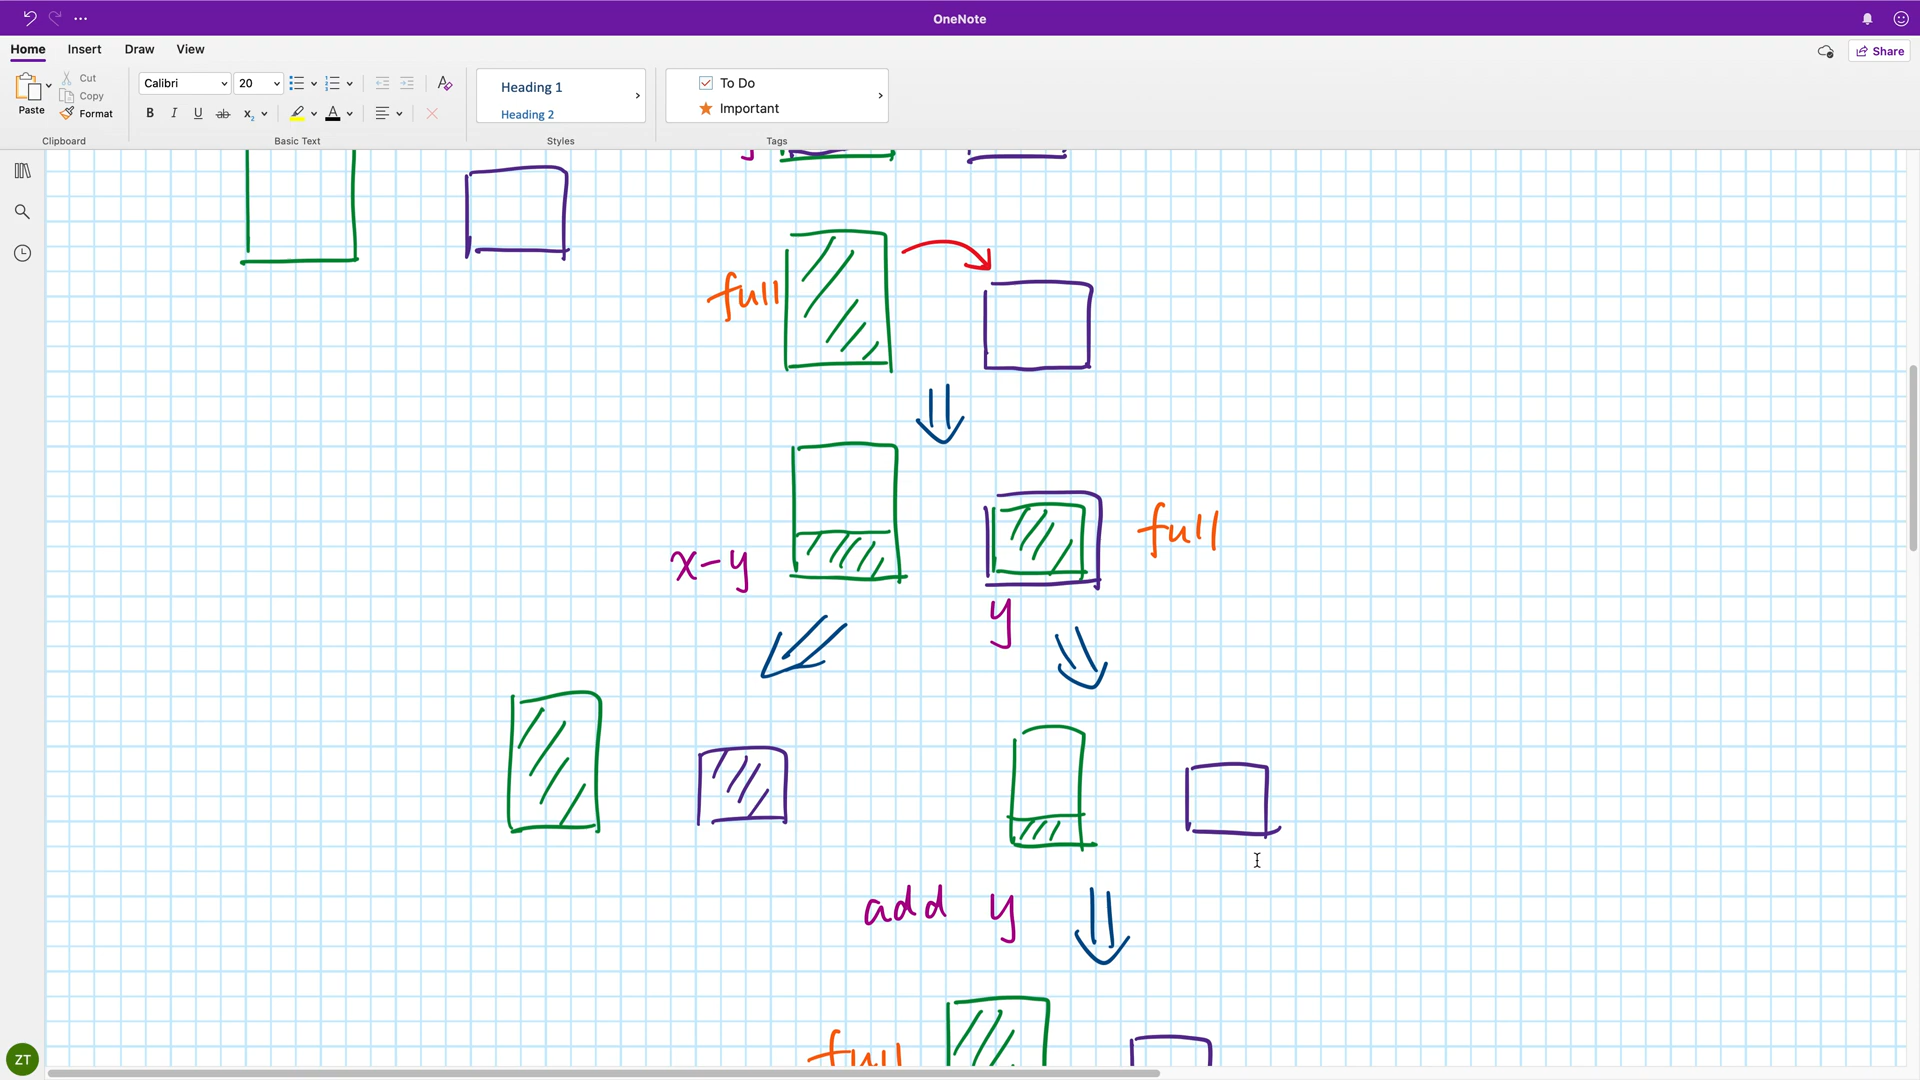 OneNote
Home Insert Draw View
Share
Paste
Cut
Copy
Format
Calibri 20
Heading 1
Heading 2
To Do
Important
Clipboard Basic Text Styles Tags
full
x-y
full
y
add y
full
ZT